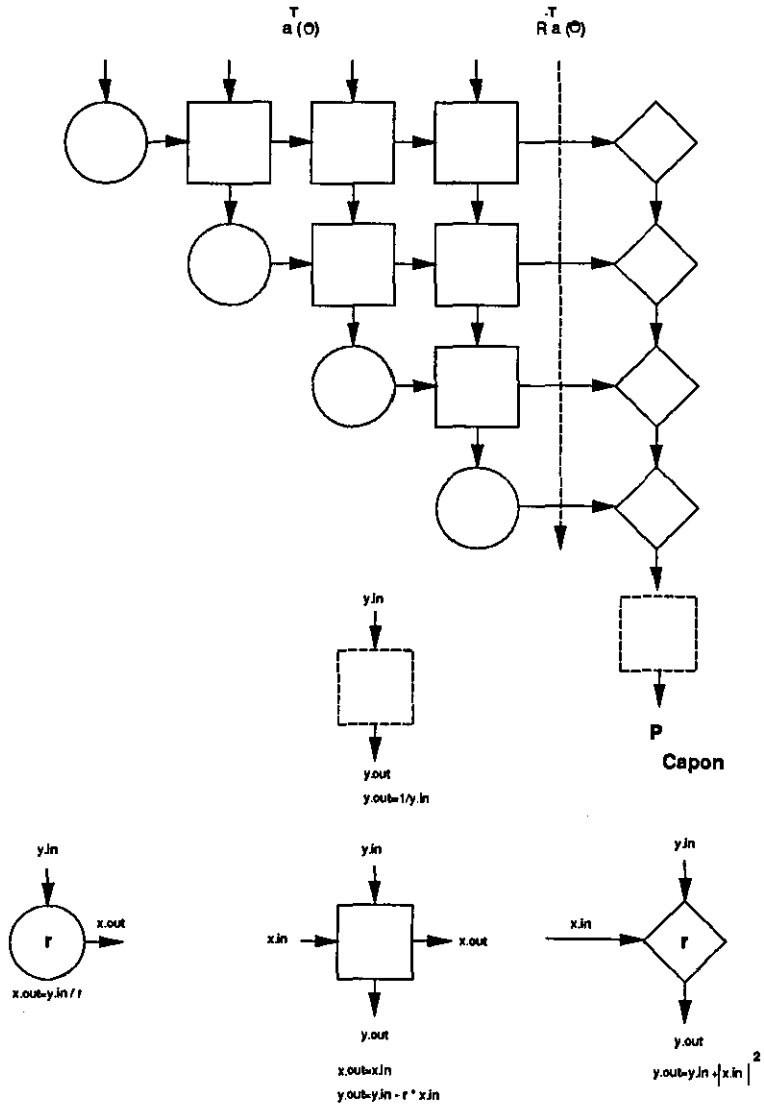 T
a (Θ)
-T
R a (Θ)
y.in
y.out
y.out=1/y.in
P
Capon
y.in
r
x.out
x.out=y.in / r
y.in
x.in
x.out
y.out
x.out=x.in
y.out=y.in - r * x.in
y.in
x.in
r
y.out
y.out=y.in +|x.in| 2